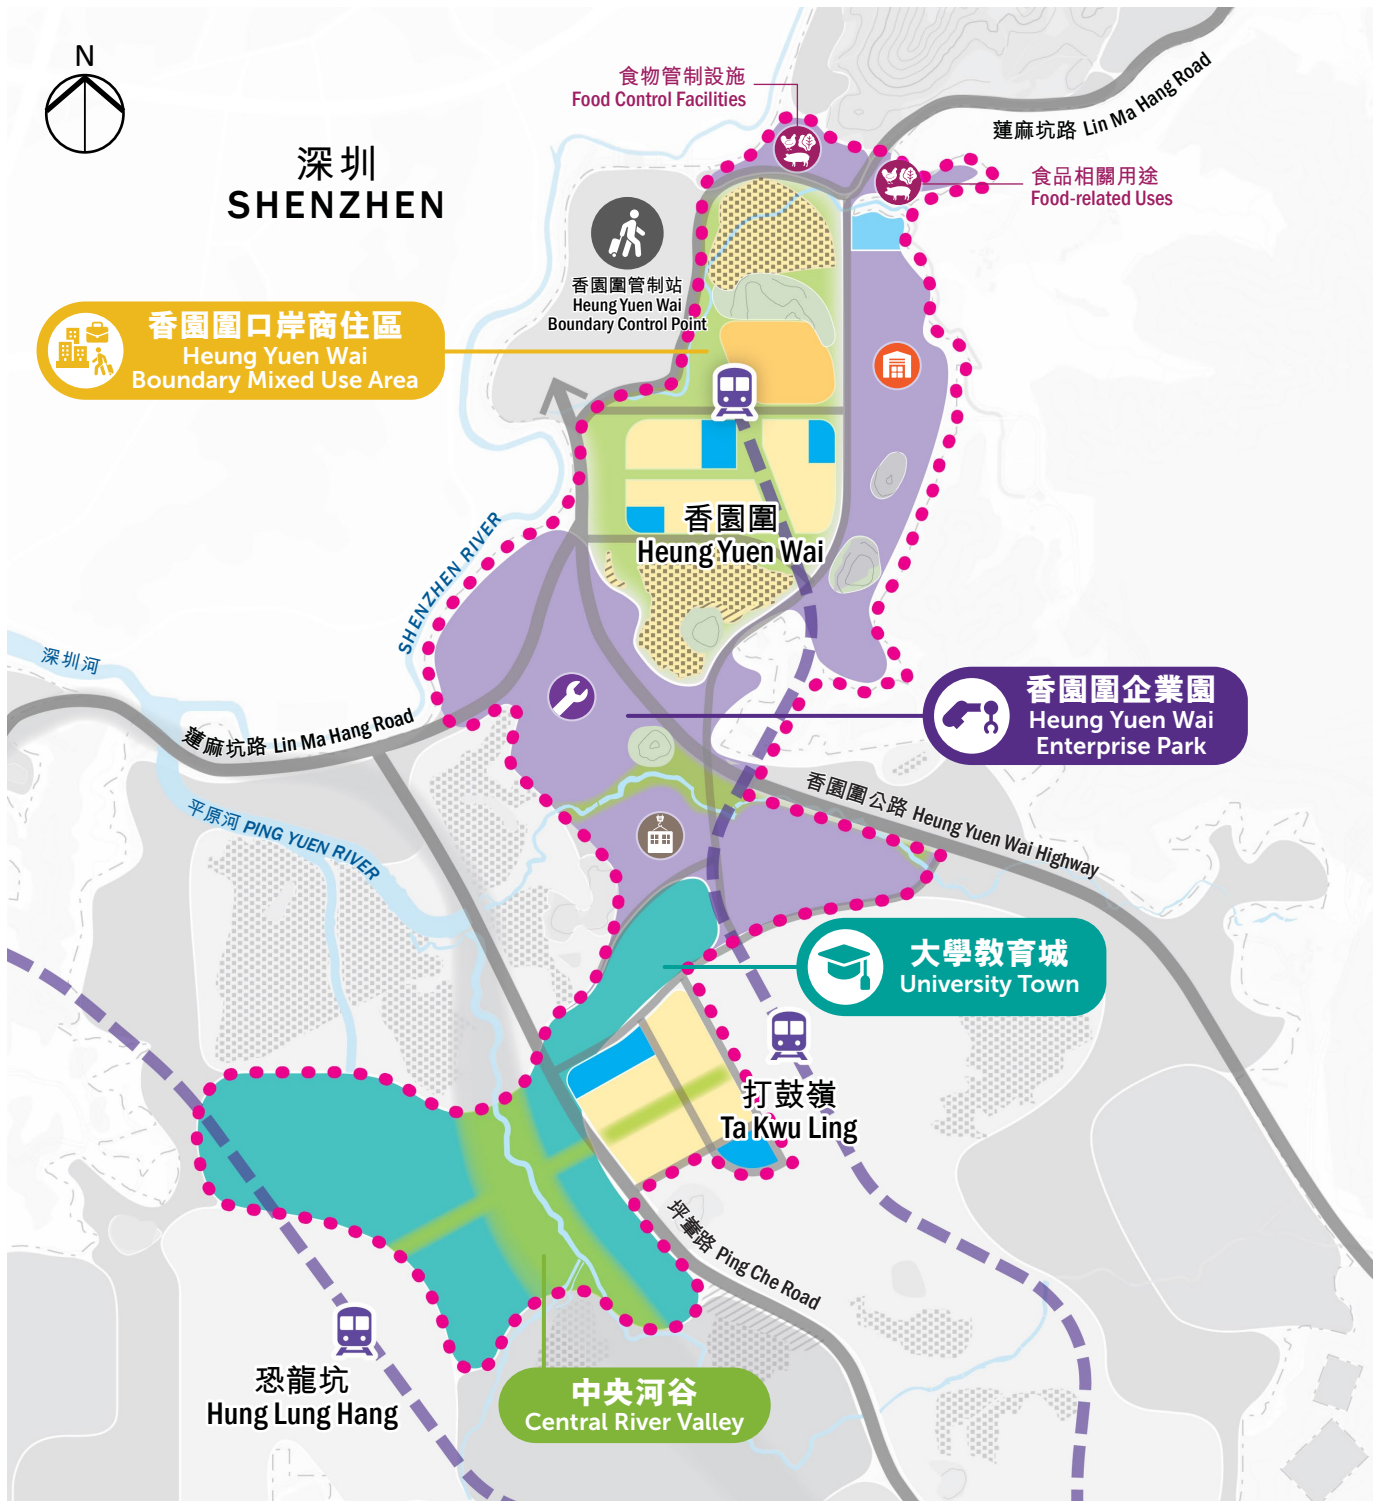 N
食物管制設施
Food Control Facilities
蓮麻坑路 Lin Ma Hang Road
深圳
SHENZHEN
食品相關用途
Food-related Uses
香園圍管制站
Heung Yuen Wai
Boundary Control Point
香園圍口岸商住區
Heung Yuen Wai
Boundary Mixed Use Area
香園圍
Heung Yuen Wai
SHENZHEN RIVER
深圳河
香園圍企業園
Heung Yuen Wai
Enterprise Park
蓮麻坑路 Lin Ma Hang Road
香園圍公路 Heung Yuen Wai Highway
平原河 PING YUEN RIVER
大學教育城
University Town
打鼓嶺
Ta Kwu Ling
坪輋路 Ping Che Road
恐龍坑
Hung Lung Hang
中央河谷
Central River Valley